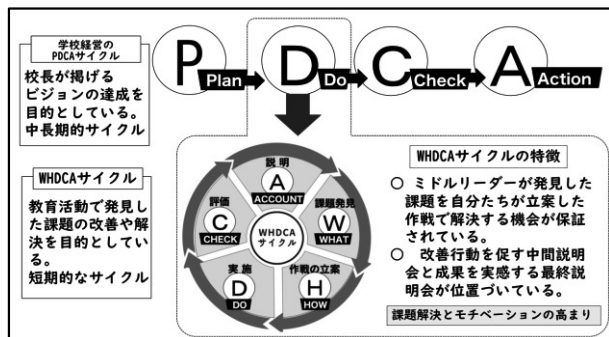 学校経営の
PDCAサイクル
校長が掲げる
ビジョンの達成を
目的としている。
中長期的サイクル
P Plan D Do C Check A Action
WHDCAサイクル
教育活動で発見し
た課題の改善や解
決を目的としてい
る。
短期的なサイクル
説明
A
ACCOUNT
課題発見
W
WHAT
作戦の立案
H
HOW
実施
D
DO
評価
C
CHECK
WHDCA
サイクル
WHDCAサイクルの特徴
○ ミドルリーダーが発見した
課題を自分たちが立案した
作戦で解決する機会が保証
されている。
○ 改善行動を促す中間説明
会と成果を実感する最終説
明会が位置づいている。
課題解決とモチベーションの高まり